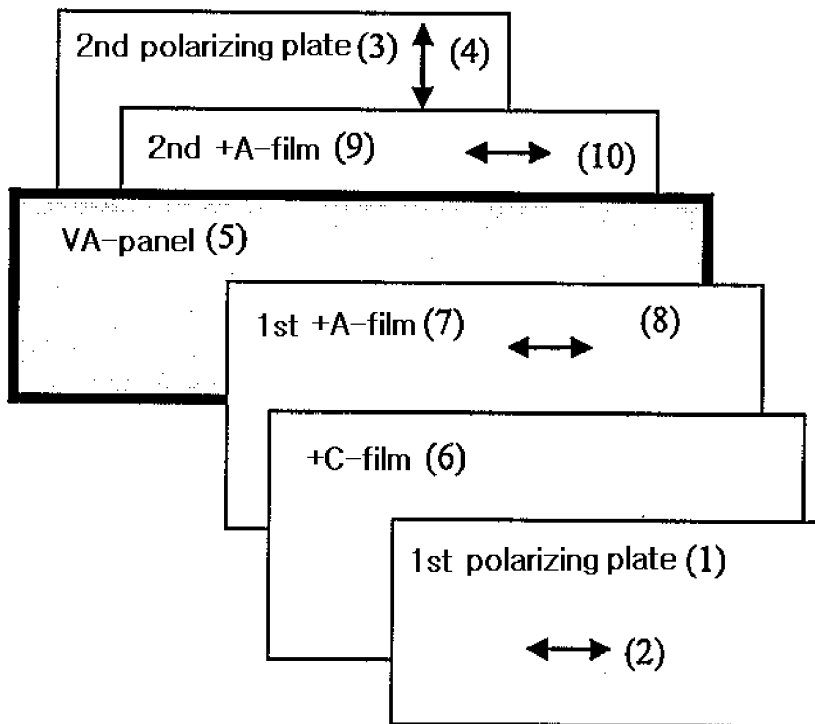 2nd polarizing plate (3) (4)
2nd +A-film (9) (10)
VA-panel (5)
1st +A-film (7) (8)
+C-film (6)
1st polarizing plate (1)
(2)